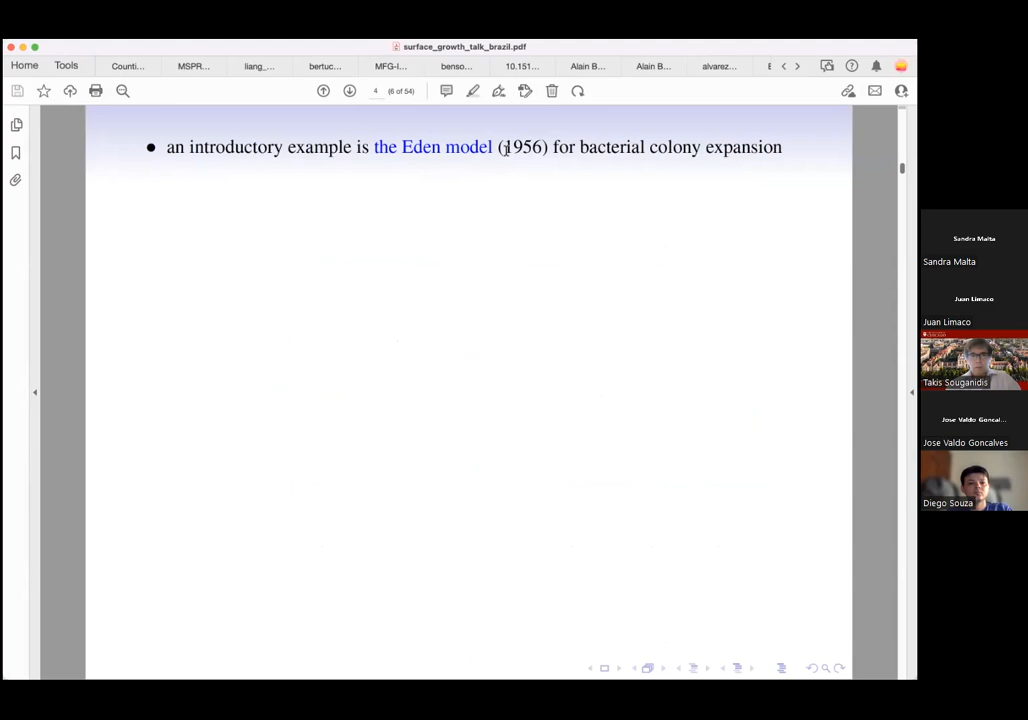 surface_growth_talk_brazil.pdf
Home Tools Counti... MSPR... liang_... bertuc... MFG-I... benso... 10.151... Alain B... Alain B... alvarez...
4 (6 of 54)
• an introductory example is the Eden model (1956) for bacterial colony expansion
Sandra Malta
Sandra Malta
Juan Limaco
Juan Limaco
Takis Souganidis
Jose Valdo Goncal...
Jose Valdo Goncalves
Diego Souza